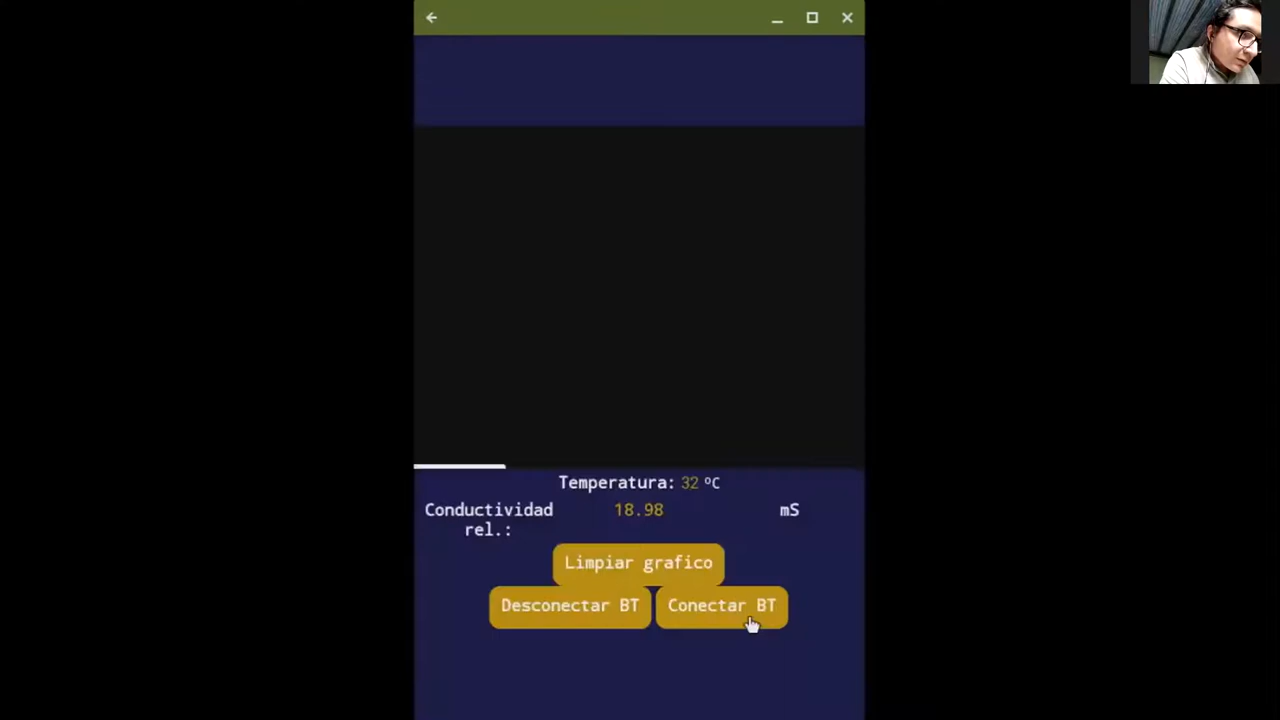 Temperatura: 32 ºC
Conductividad 18.98 mS
rel.:
Limpiar grafico
Desconectar BT Conectar BT